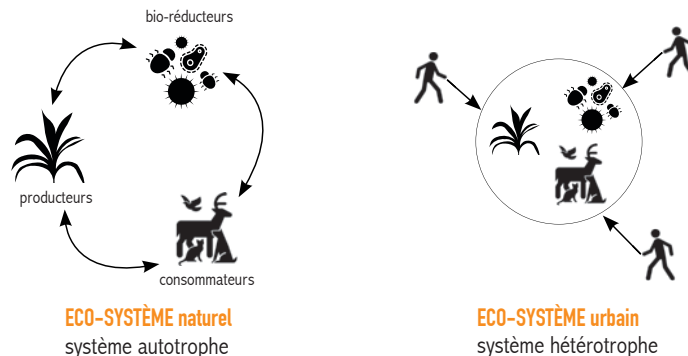 bio-réducteurs
producteurs
consommateurs
ECO-SYSTÈME naturel
système autotrophe
ECO-SYSTÈME urbain
système hétérotrophe